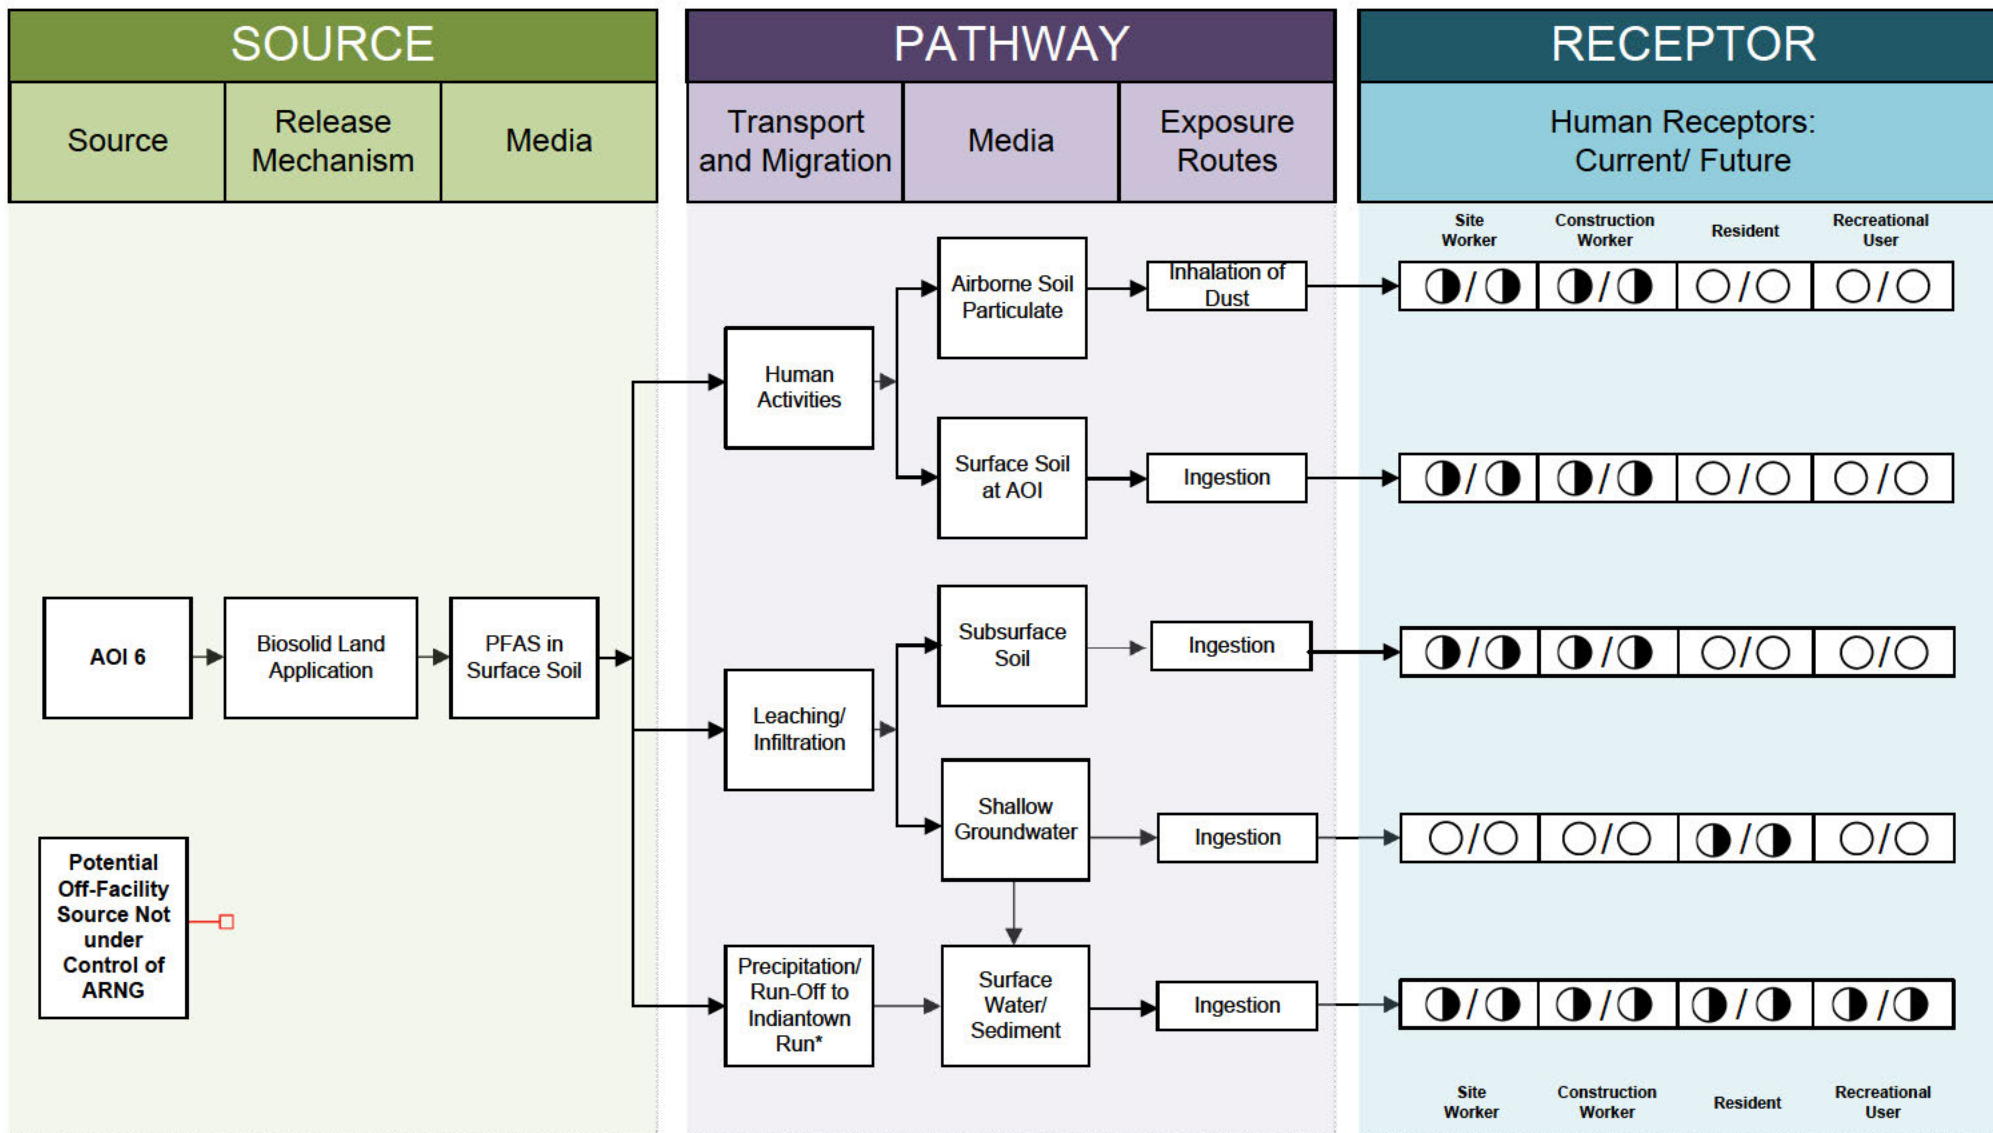 SOURCE
PATHWAY
RECEPTOR
Source
Release
Mechanism
Media
Transport
and Migration
Media
Exposure
Routes
Human Receptors:
Current/ Future
Site
Worker
Construction
Worker
Resident
Recreational
User
Airborne Soil
Particulate
Inhalation of
Dust
/
/
/
/
Human
Activities
Surface Soil
at AOI
Ingestion
/
/
/
/
AOI 6
Biosolid Land
Application
PFAS in
Surface Soil
Subsurface
Soil
Ingestion
/
/
/
/
Leaching/
Infiltration
Shallow
Groundwater
Ingestion
/
/
/
/
Potential
Off-Facility
Source Not
under
Control of
ARNG
Precipitation/
Run-Off to
Indiantown
Run*
Surface
Water/
Sediment
Ingestion
/
/
/
/
Site
Worker
Construction
Worker
Resident
Recreational
User